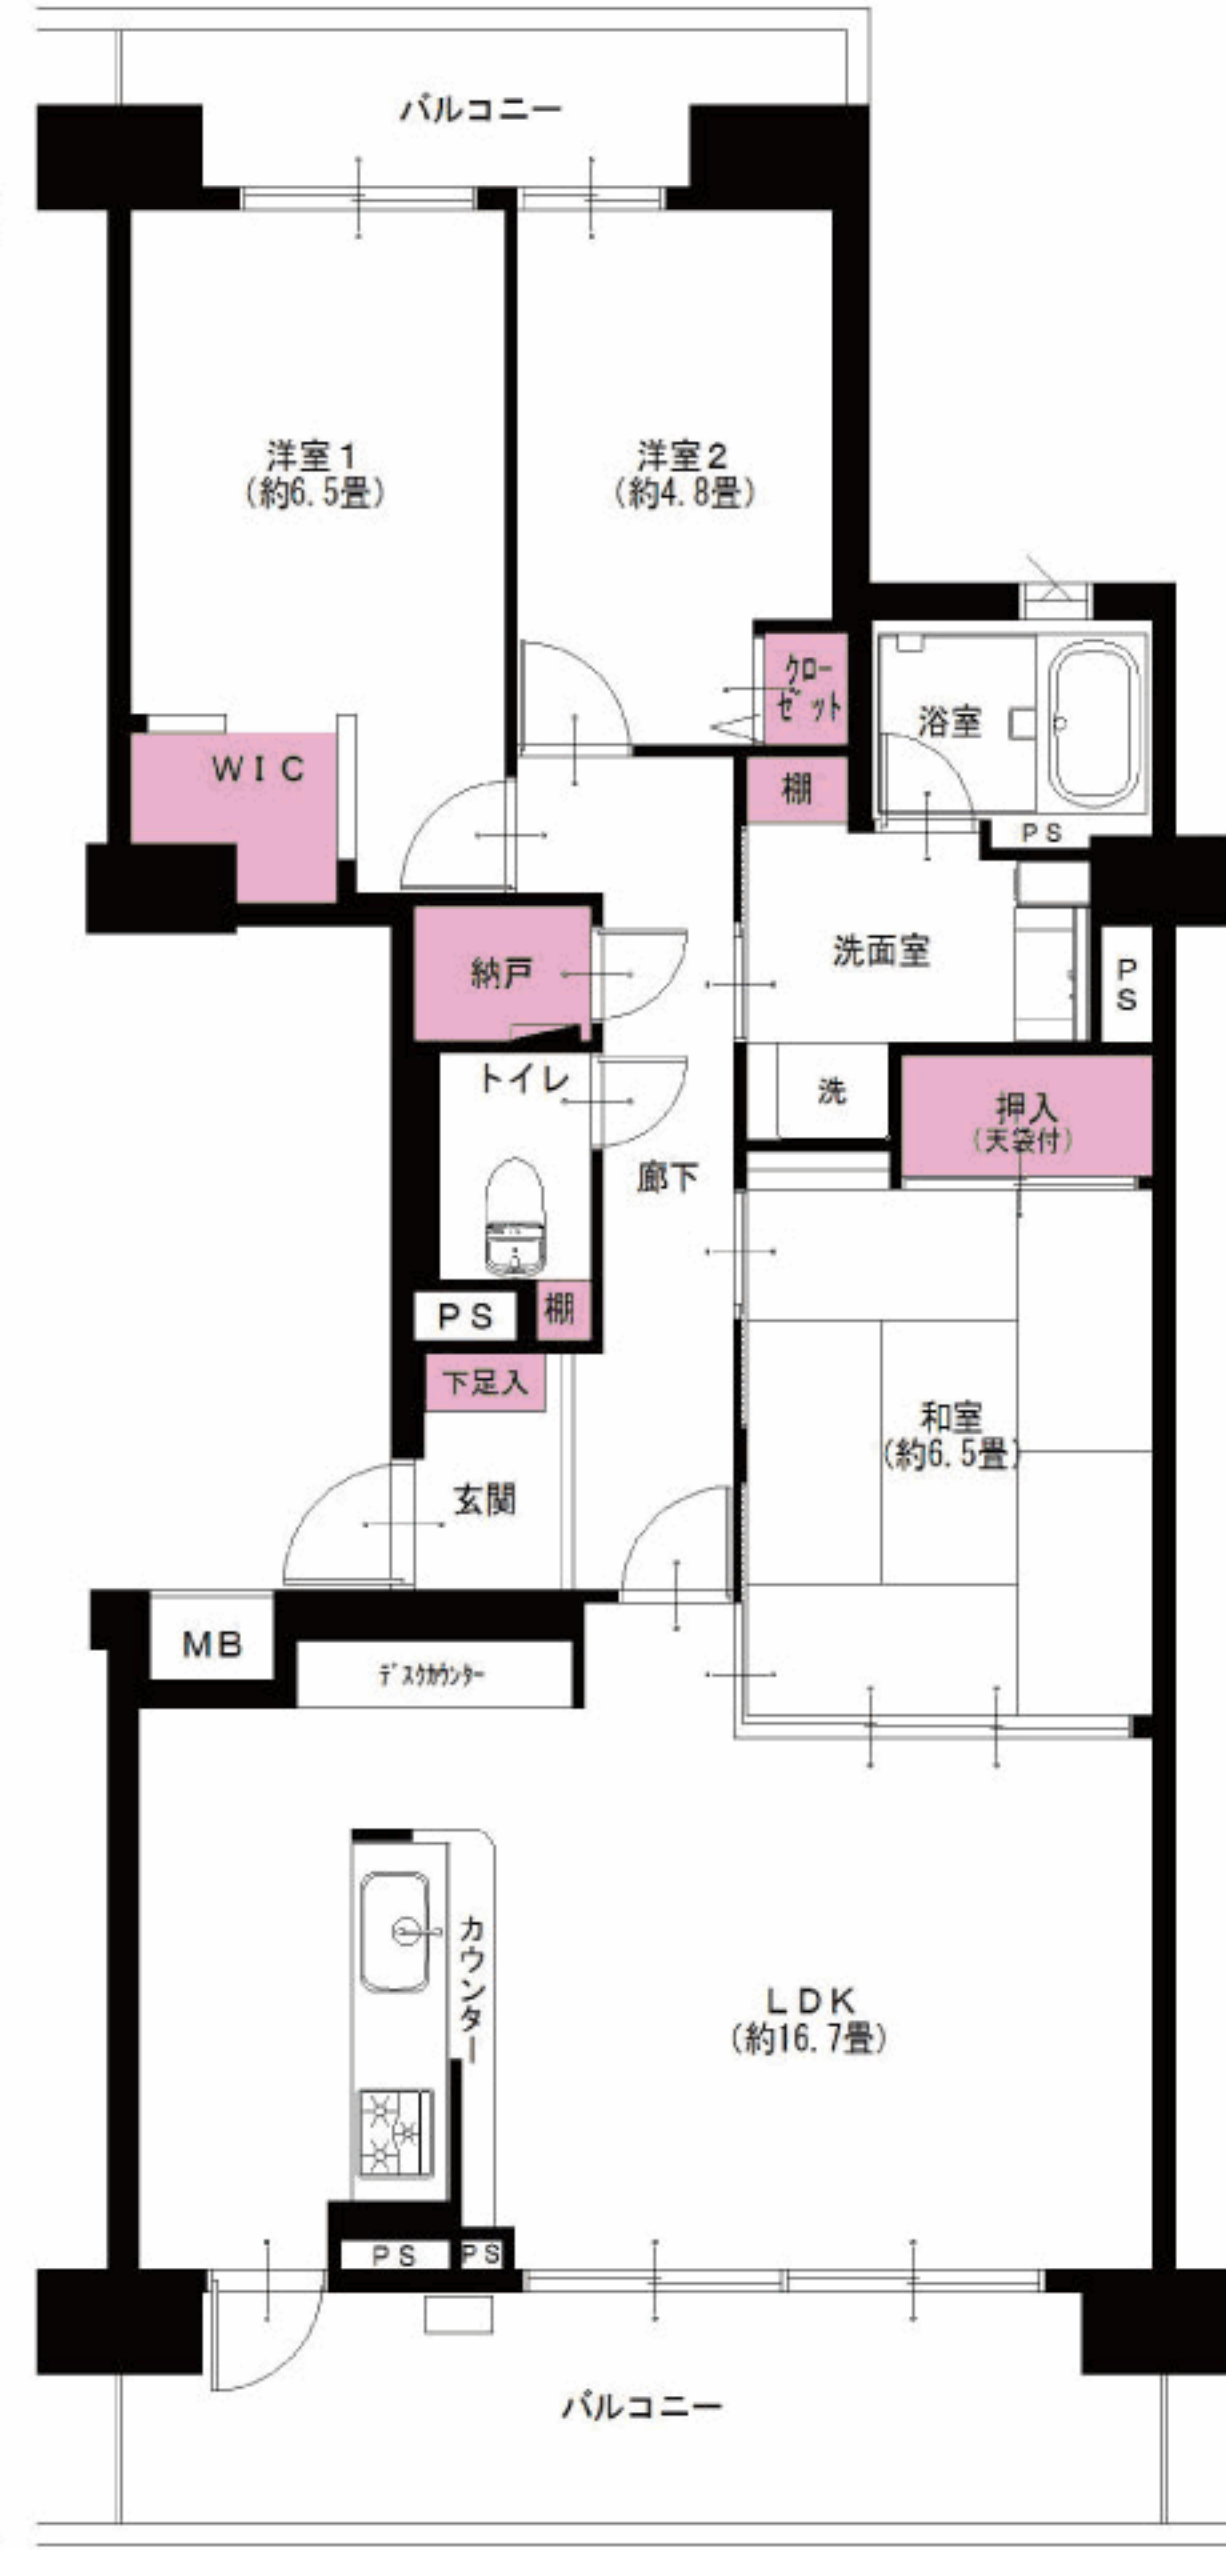 バルコニー
洋室1
(約6.5畳)
洋室2
(約4.8畳)
クロー
ゼット
WIC
棚
浴室
PS
納戸
洗面室
PS
トイレ
洗
押入
(天袋付)
廊下
PS
棚
下足入
和室
(約6.5畳)
玄関
MB
デスクカウンター
カウンター
LDK
(約16.7畳)
PS
PS
バルコニー